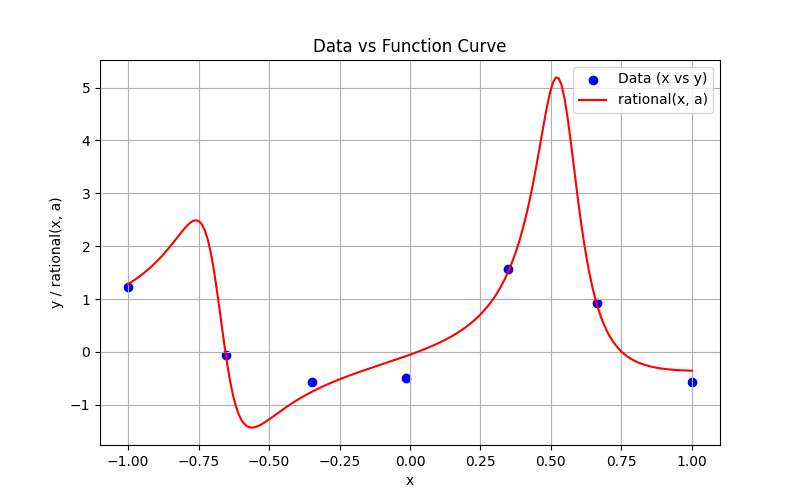 Data vs Function Curve
Data (x vs y)
rational(x, a)
y / rational(x, a)
5
4
3
2
1
0
−1
−1.00 −0.75 −0.50 −0.25 0.00 0.25 0.50 0.75 1.00
x